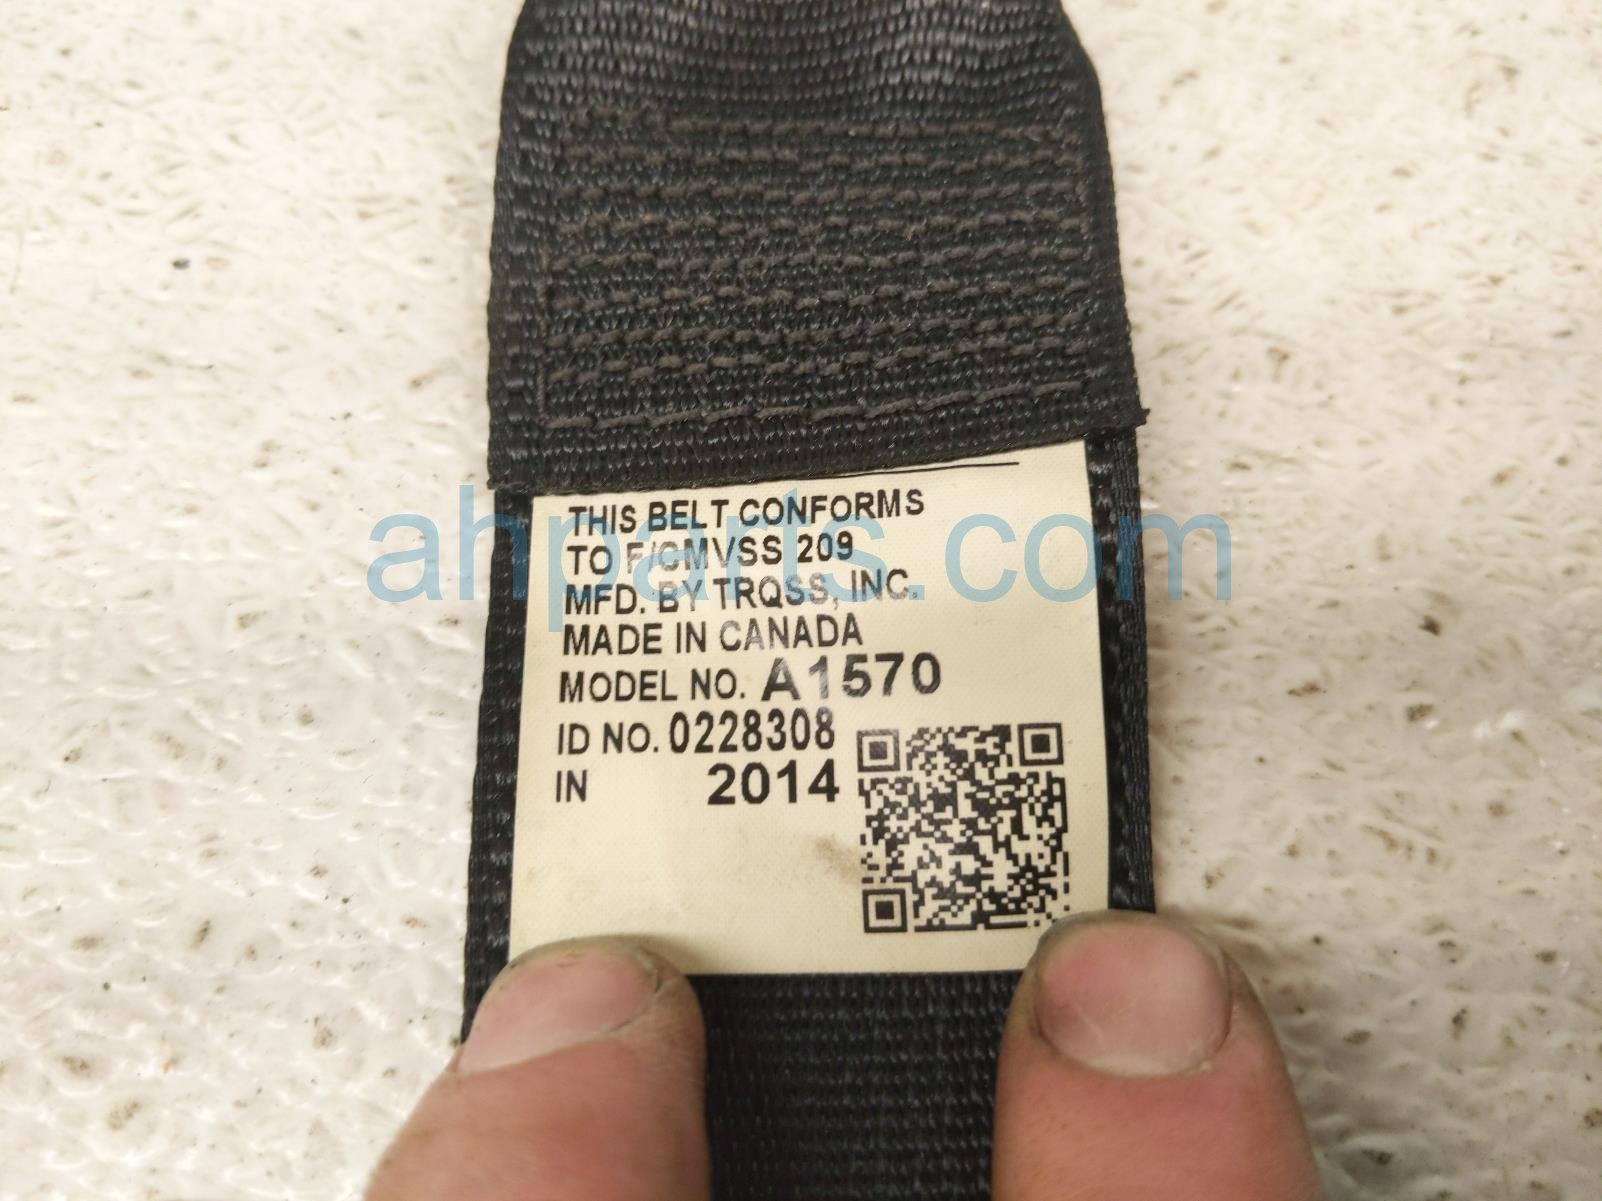 THIS BELT CONFORMS
TO F/CMVSS 209
MFD. BY TRQSS, INC.
MADE IN CANADA
MODEL NO. A1570
ID NO. 0228308
IN 2014
ahparts.com